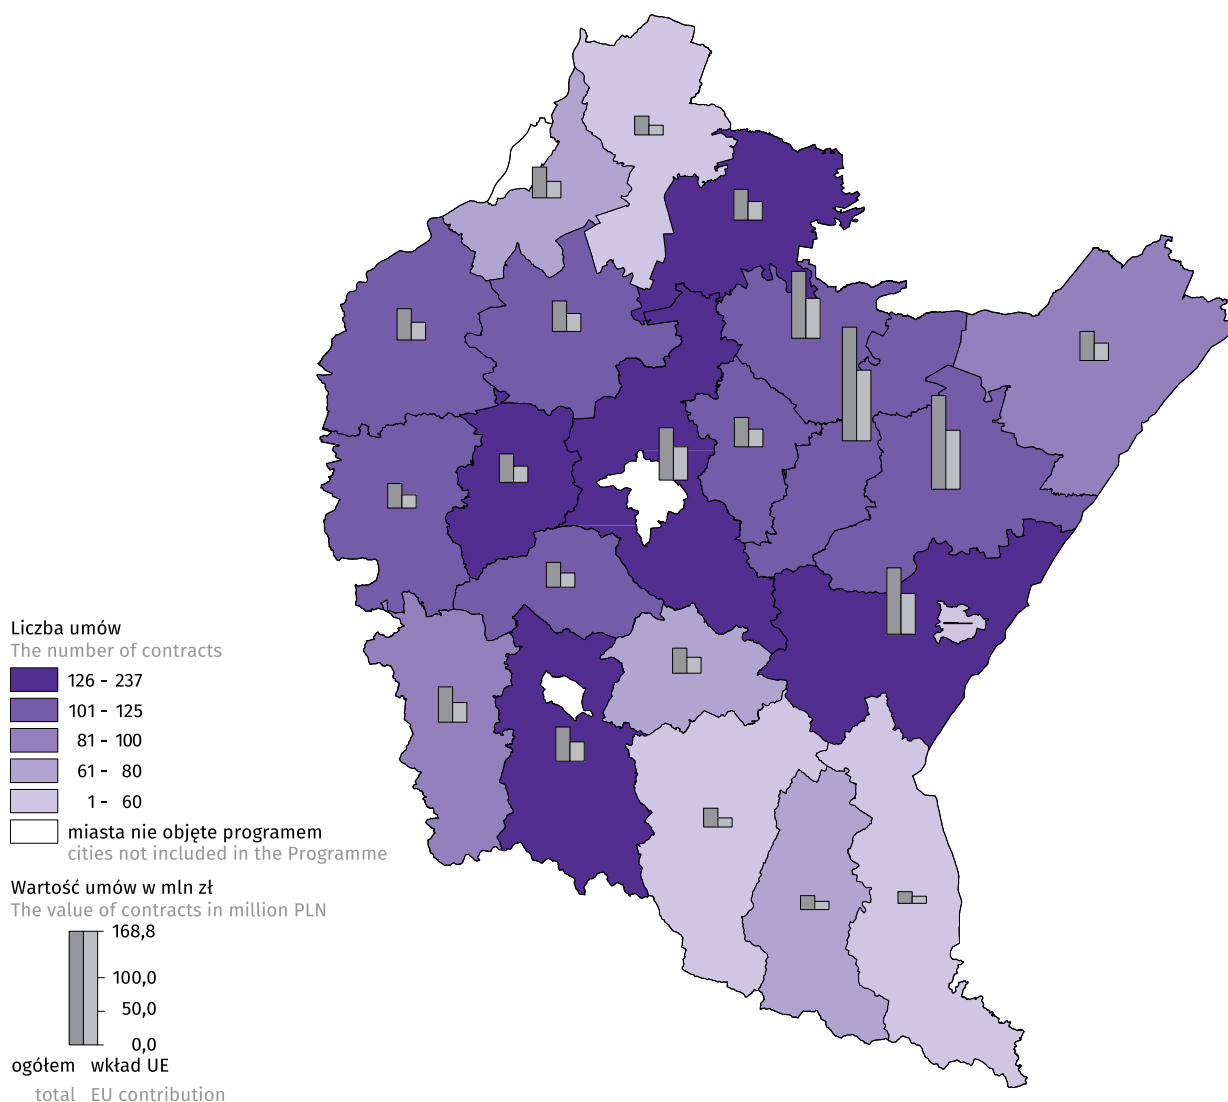 Liczba umów
The number of contracts
126 - 237
101 - 125
81 - 100
61 - 80
1 - 60
miasta nie objęte programem
cities not included in the Programme
Wartość umów w mln zł
The value of contracts in million PLN
168,8
100,0
50,0
0,0
ogółem wkład UE
total EU contribution